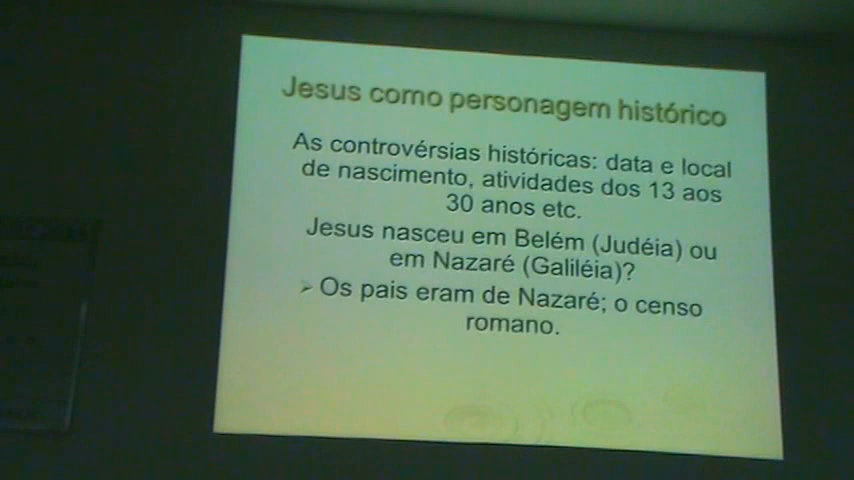 Jesus como personagem histórico
As controvérsias históricas: data e local
de nascimento, atividades dos 13 aos
30 anos etc.
Jesus nasceu em Belém (Judéia) ou
em Nazaré (Galiléia)?
➢ Os pais eram de Nazaré; o censo
romano.